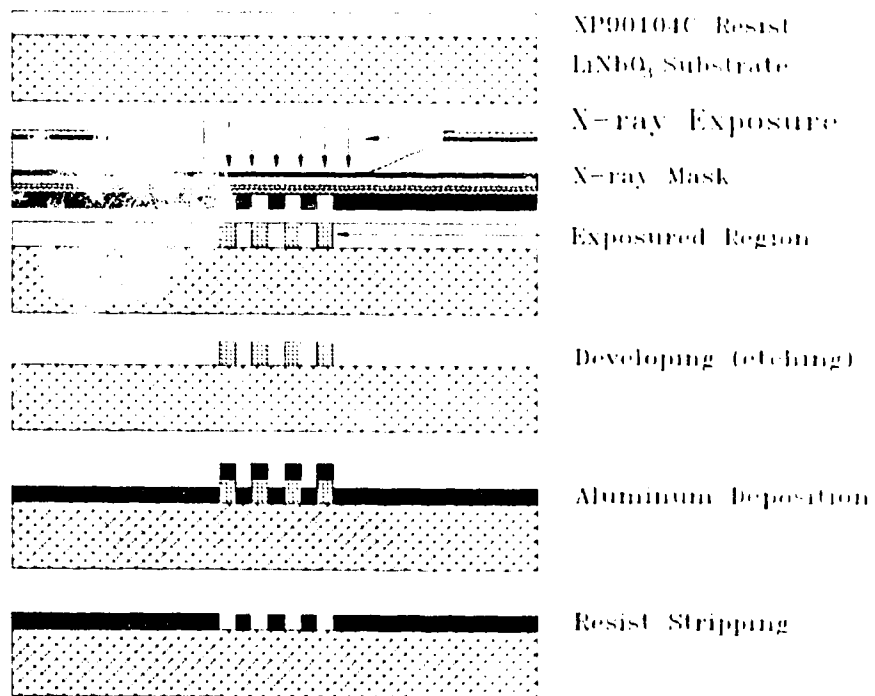 XP90104C Resist
LiNbO₃ Substrate
X-ray Exposure
X-ray Mask
Exposured Region
Developing (etching)
Aluminum Deposition
Resist Stripping